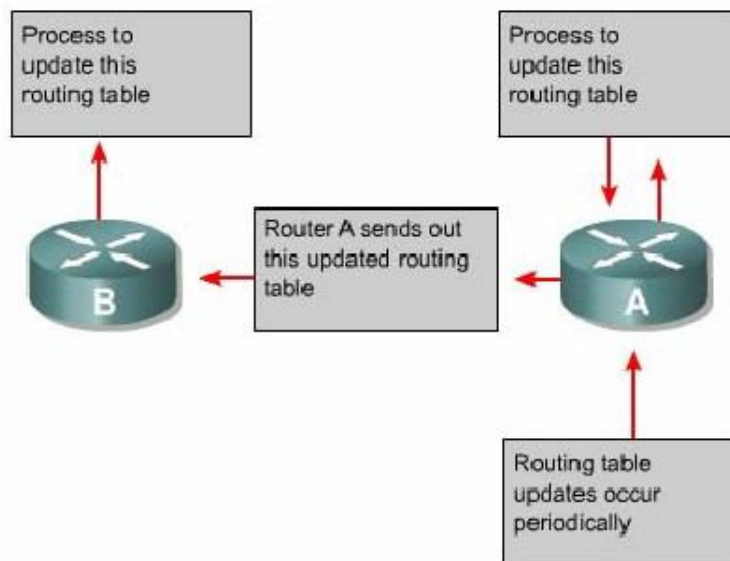 Process to
update this
routing table
Process to
update this
routing table
Router A sends out
this updated routing
table
B
A
Routing table
updates occur
periodically